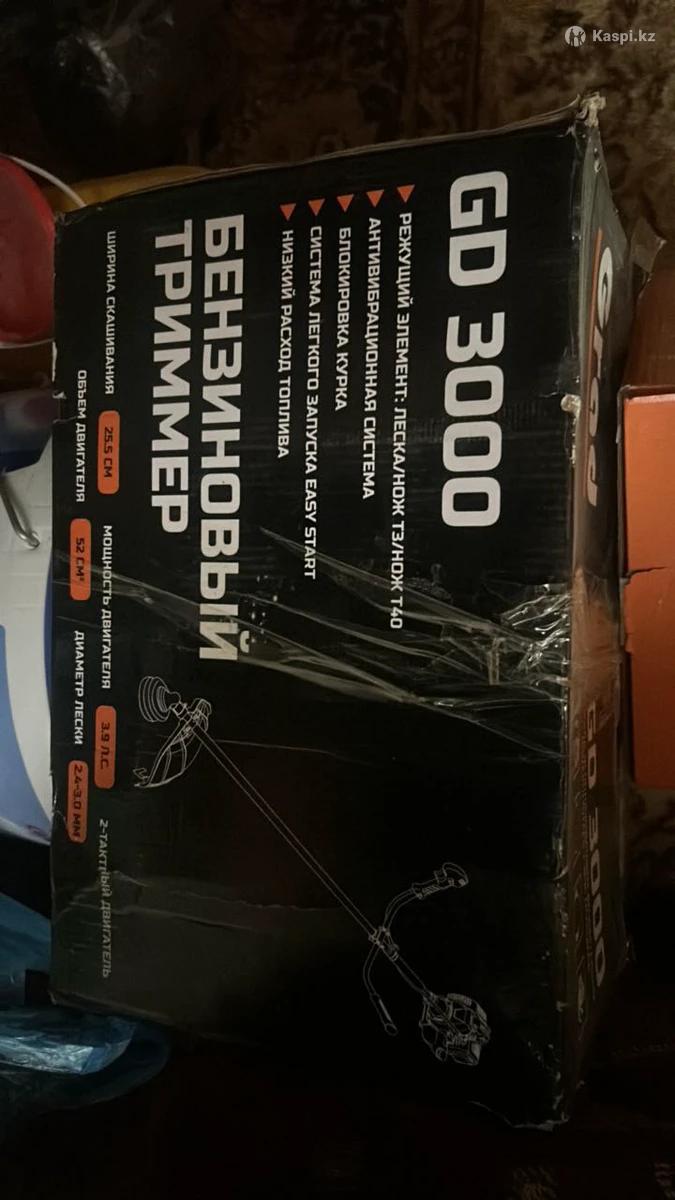 Kaspi.kz
GD 3000
РЕЖУЩИЙ ЭЛЕМЕНТ: ЛЕСКА/НОЖ Т3/НОЖ Т40
АНТИВИБРАЦИОННАЯ СИСТЕМА
БЛОКИРОВКА КУРКА
СИСТЕМА ЛЕГКОГО ЗАПУСКА EASY START
НИЗКИЙ РАСХОД ТОПЛИВА
БЕНЗИНОВЫЙ
ТРИММЕР
ШИРИНА СКАШИВАНИЯ 25.5 СМ МОЩНОСТЬ ДВИГАТЕЛЯ 3.9 Л.С. 2-ТАКТНЫЙ ДВИГАТЕЛЬ
ОБЪЕМ ДВИГАТЕЛЯ 52 СМ³ ДИАМЕТР ЛЕСКИ 2.4-3.0 ММ
GD 3000